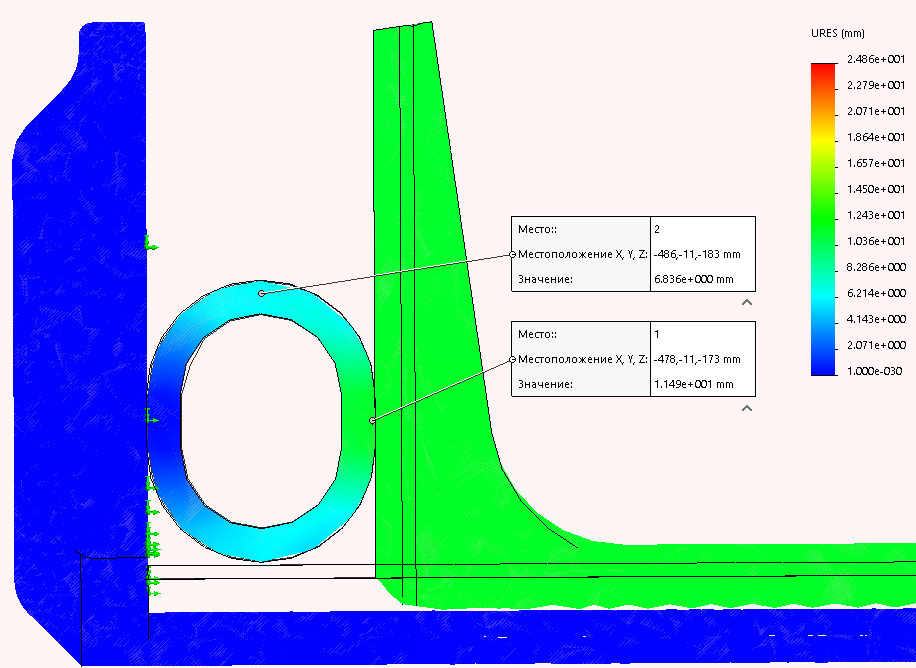 URES (mm)
2.486e+001
2.279e+001
2.071e+001
1.864e+001
1.657e+001
1.450e+001
1.243e+001
1.036e+001
8.286e+000
6.214e+000
4.143e+000
2.071e+000
1.000e-030
Место:: 2
Местоположение X, Y, Z: -486,-11,-183 mm
Значение: 6.836e+000 mm
Место:: 1
Местоположение X, Y, Z: -478,-11,-173 mm
Значение: 1.149e+001 mm